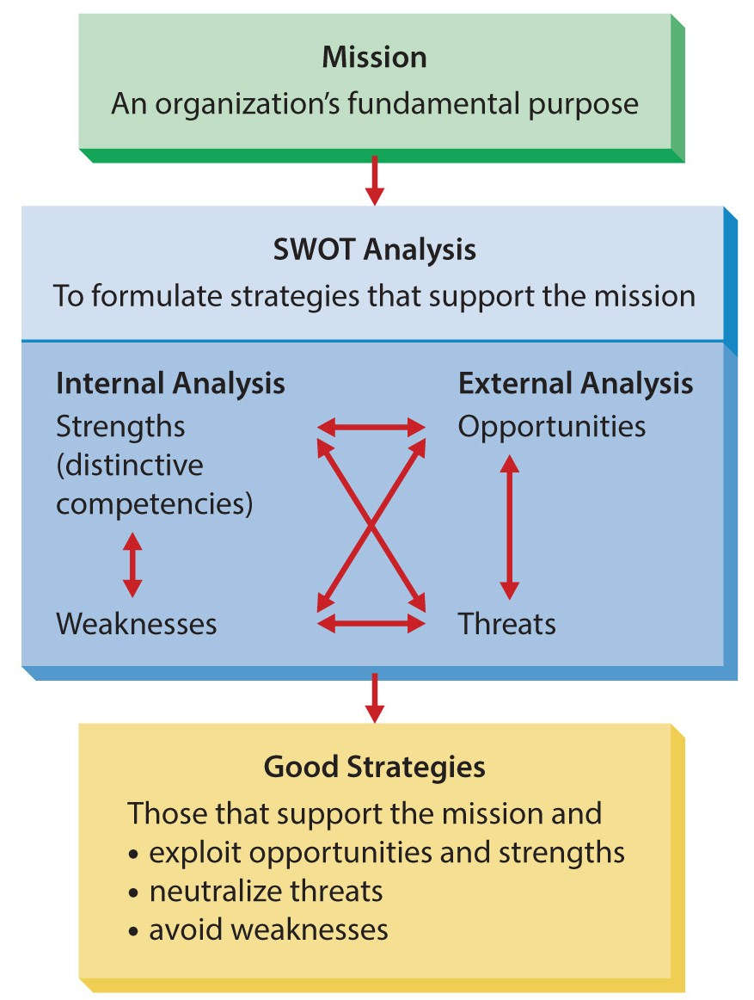 Mission
An organization’s fundamental purpose
SWOT Analysis
To formulate strategies that support the mission
Internal Analysis
Strengths
(distinctive
competencies)
Weaknesses
External Analysis
Opportunities
Threats
Good Strategies
Those that support the mission and
• exploit opportunities and strengths
• neutralize threats
• avoid weaknesses